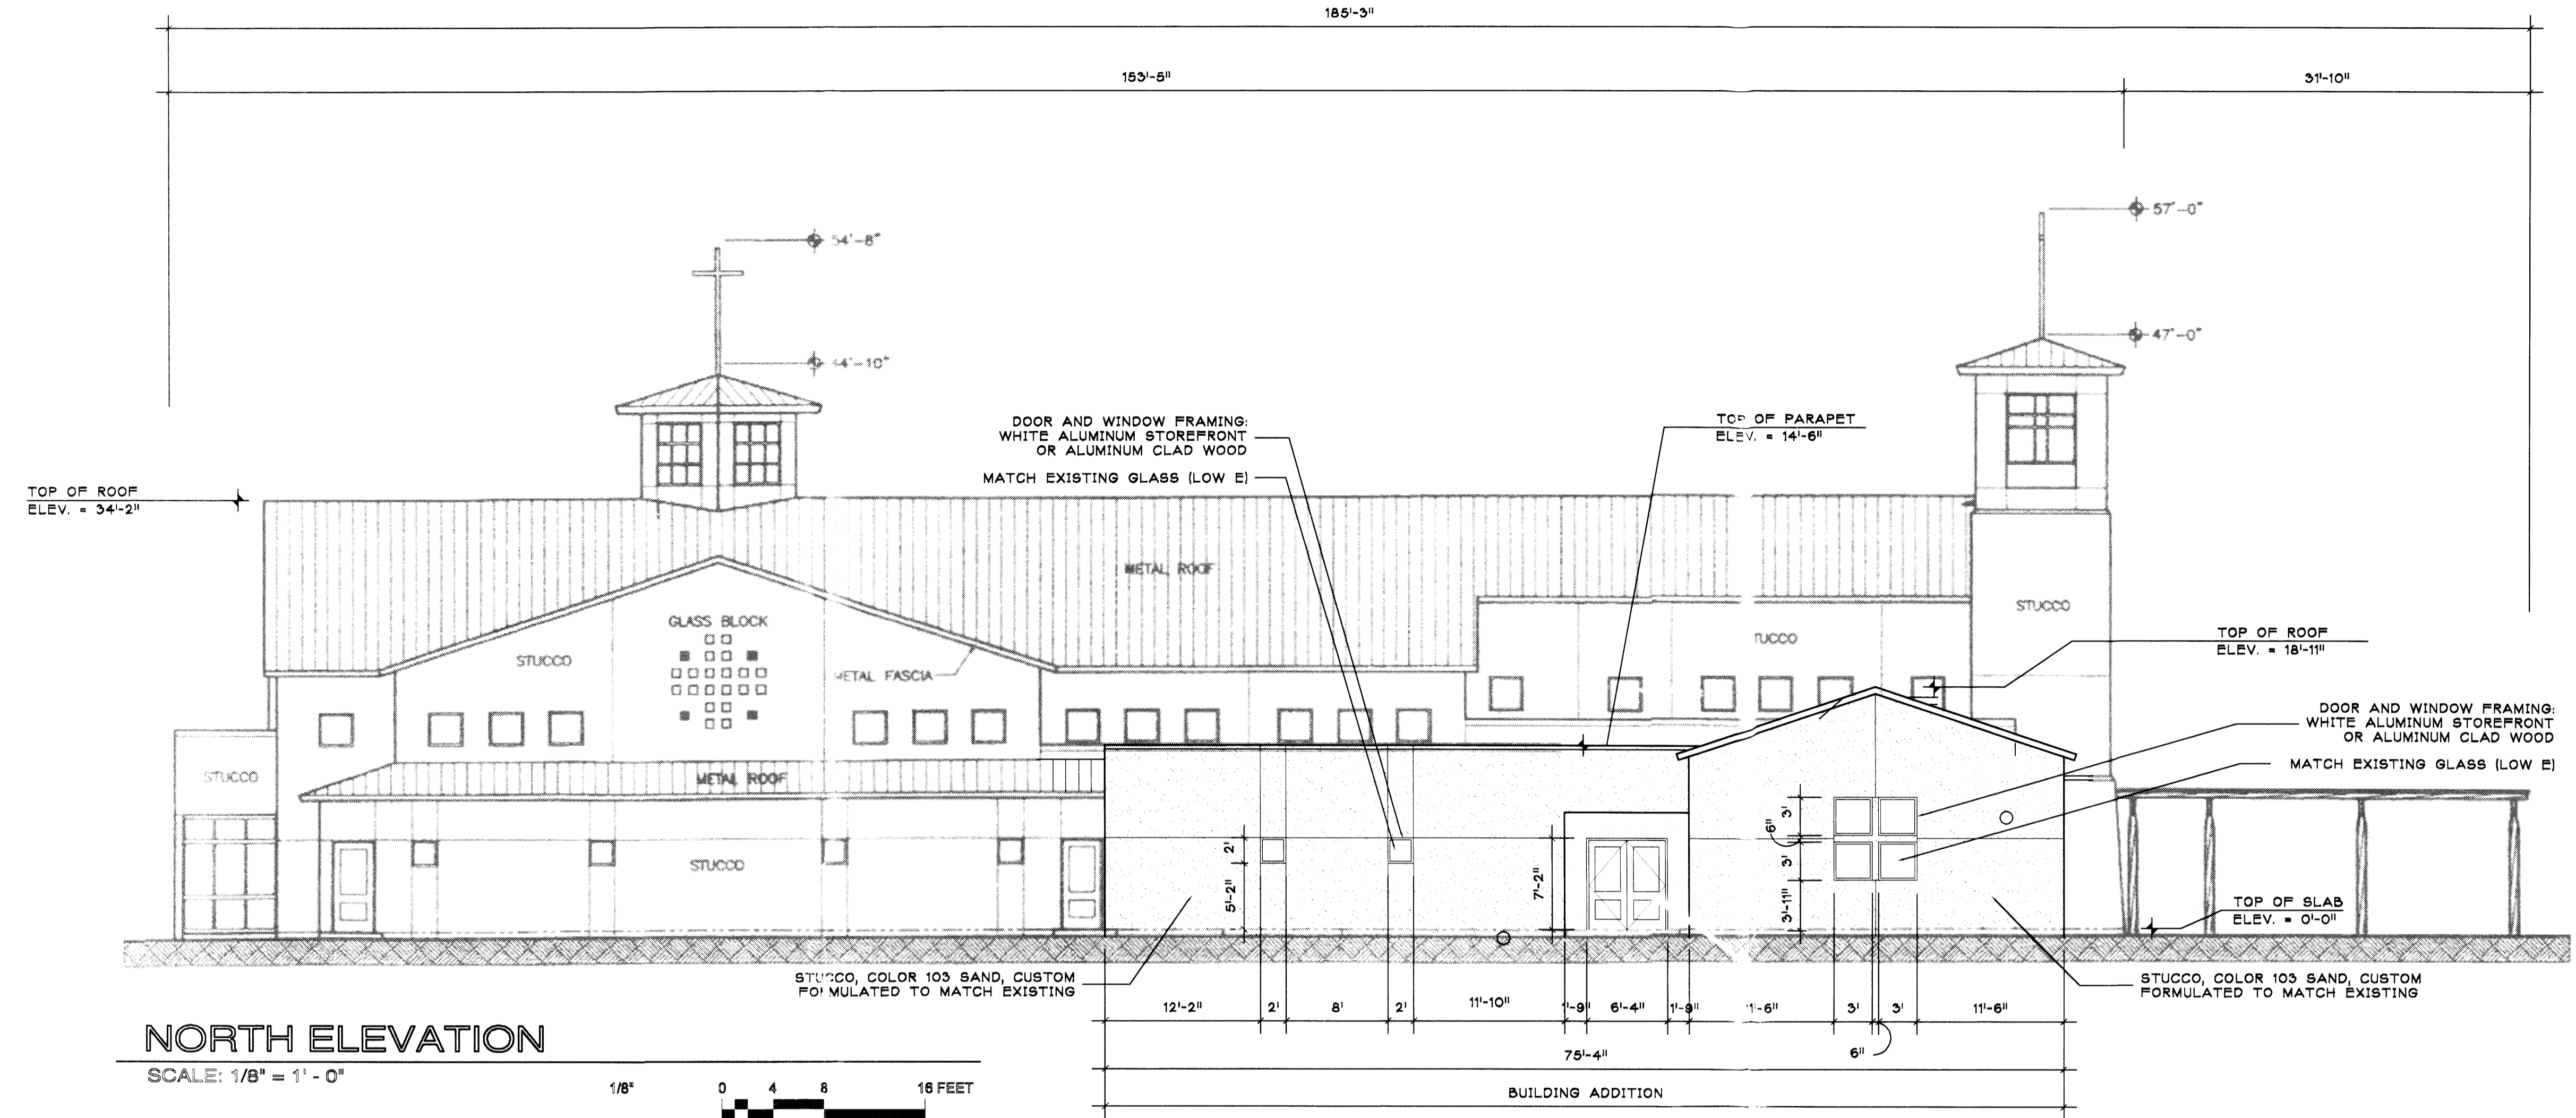 185'-3"
153'-5"
31'-10"
57'-0"
54'-8"
47'-0"
44'-10"
DOOR AND WINDOW FRAMING:
WHITE ALUMINUM STOREFRONT
OR ALUMINUM CLAD WOOD
MATCH EXISTING GLASS (LOW E)
TOP OF PARAPET
ELEV. = 14'-6"
TOP OF ROOF
ELEV. = 34'-2"
METAL ROOF
STUCCO
GLASS BLOCK
STUCCO
METAL FASCIA
TUCCO
TOP OF ROOF
ELEV. = 18'-11"
DOOR AND WINDOW FRAMING:
WHITE ALUMINUM STOREFRONT
OR ALUMINUM CLAD WOOD
MATCH EXISTING GLASS (LOW E)
STUCCO
METAL ROOF
STUCCO
2'
5'-2"
7'-2"
3'
6"
3'
3'-11"
TOP OF SLAB
ELEV. = 0'-0"
STUCCO, COLOR 103 SAND, CUSTOM
FORMULATED TO MATCH EXISTING
STUCCO, COLOR 103 SAND, CUSTOM
FORMULATED TO MATCH EXISTING
12'-2" 2' 8' 2' 11'-10" 1'-9" 6'-4" 1'-9" 1'-6" 3' 3' 11'-6"
6"
75'-4"
BUILDING ADDITION
NORTH ELEVATION
SCALE: 1/8" = 1' - 0"
1/8" 0 4 8 16 FEET